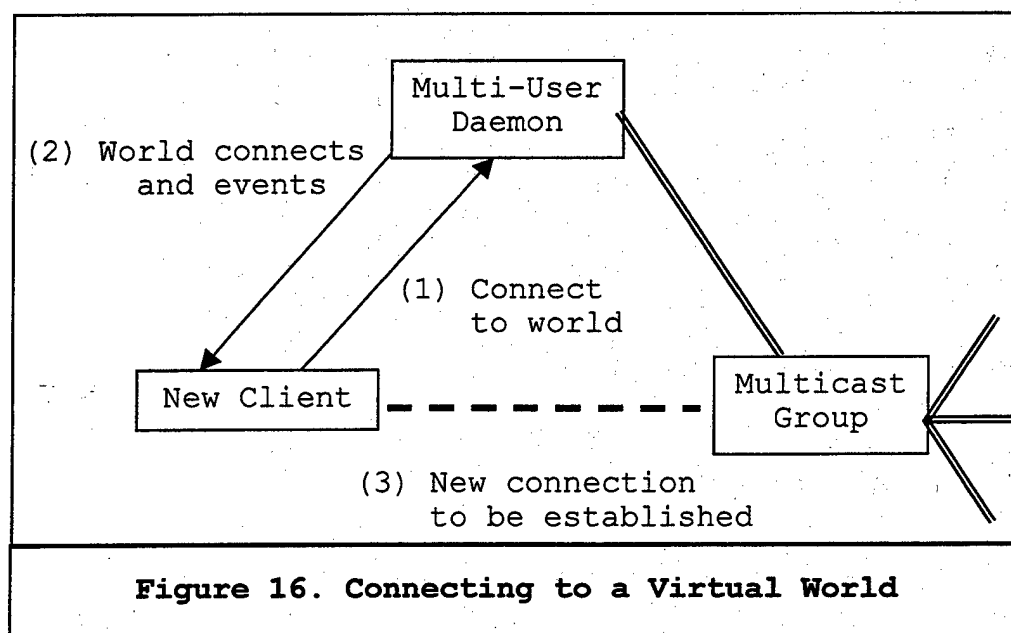 Multi-User
Daemon
(2) World connects
and events
(1) Connect
to world
New Client
Multicast
Group
(3) New connection
to be established
Figure 16. Connecting to a Virtual World